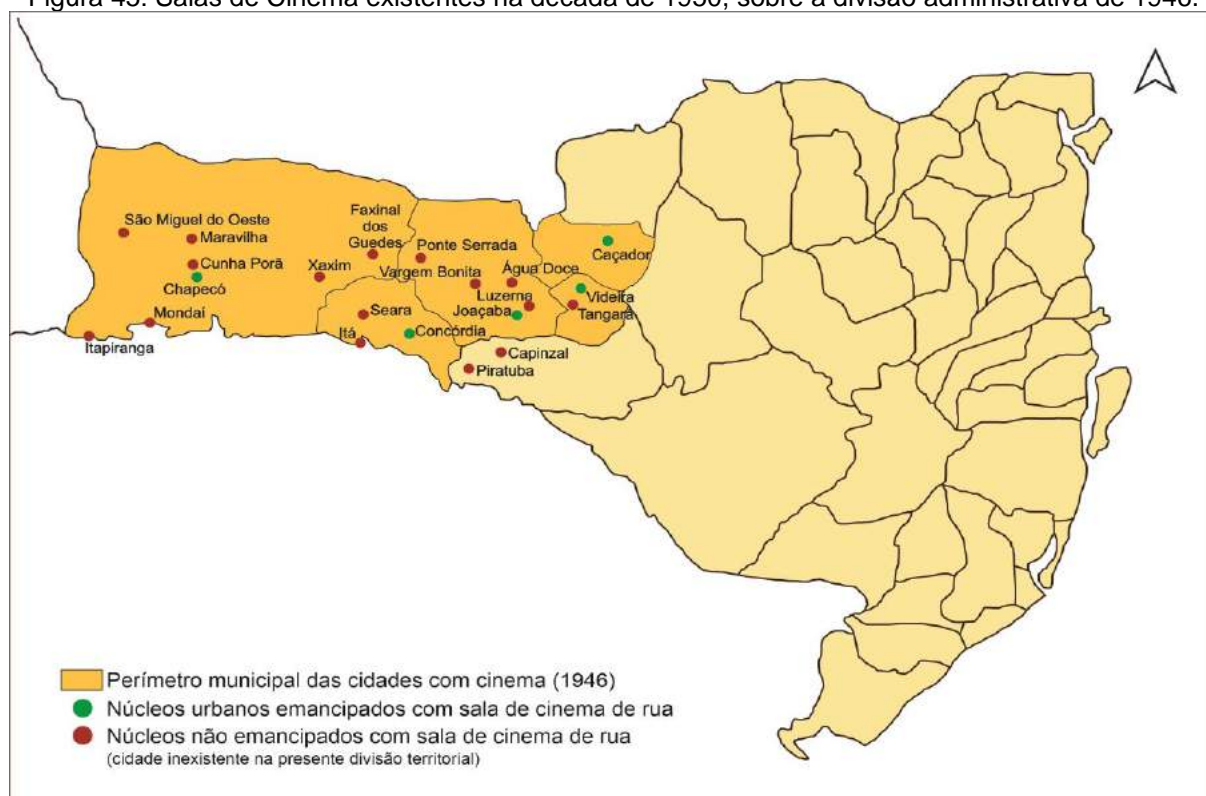 Figura 45: Salas de Cinema existentes na década de 1950, sobre a divisão administrativa de 1946.
São Miguel do Oeste
Maravilha
Cunha Porã
Chapecó
Mondaí
Itapiranga
Xaxim
Faxinal
dos
Guedes
Ponte Serrada
Vargem Bonita
Água Doce
Luzerna
Joaçaba
Caçador
Videira
Tangará
Seara
Itá
Concórdia
Capinzal
Piratuba
Perímetro municipal das cidades com cinema (1946)
Núcleos urbanos emancipados com sala de cinema de rua
Núcleos não emancipados com sala de cinema de rua
(cidade inexistente na presente divisão territorial)